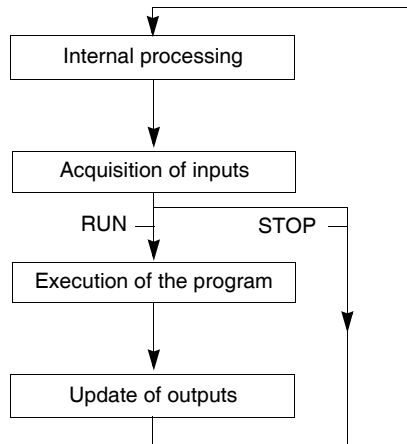 Internal processing
Acquisition of inputs
RUN STOP
Execution of the program
Update of outputs